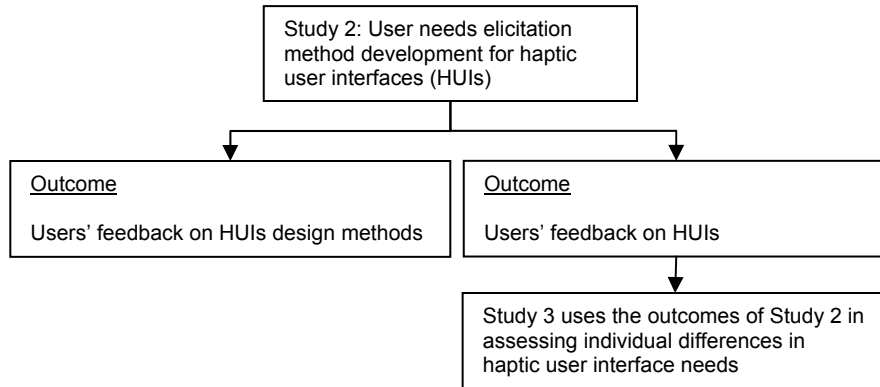 Study 2: User needs elicitation
method development for haptic
user interfaces (HUIs)
Outcome
Users’ feedback on HUIs design methods
Outcome
Users’ feedback on HUIs
Study 3 uses the outcomes of Study 2 in
assessing individual differences in
haptic user interface needs